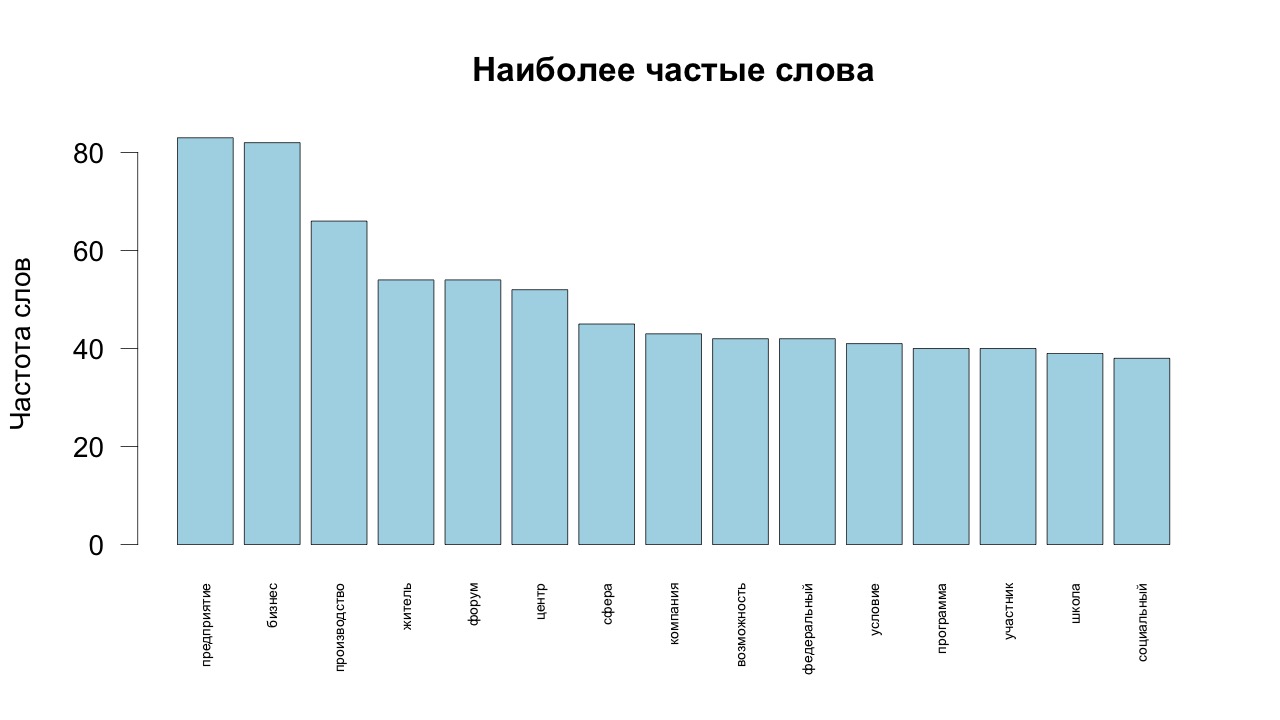 Наиболее частые слова
Частота слов
80
60
40
20
0
предприятие
бизнес
производство
житель
форум
центр
сфера
компания
возможность
федеральный
условие
программа
участник
школа
социальный